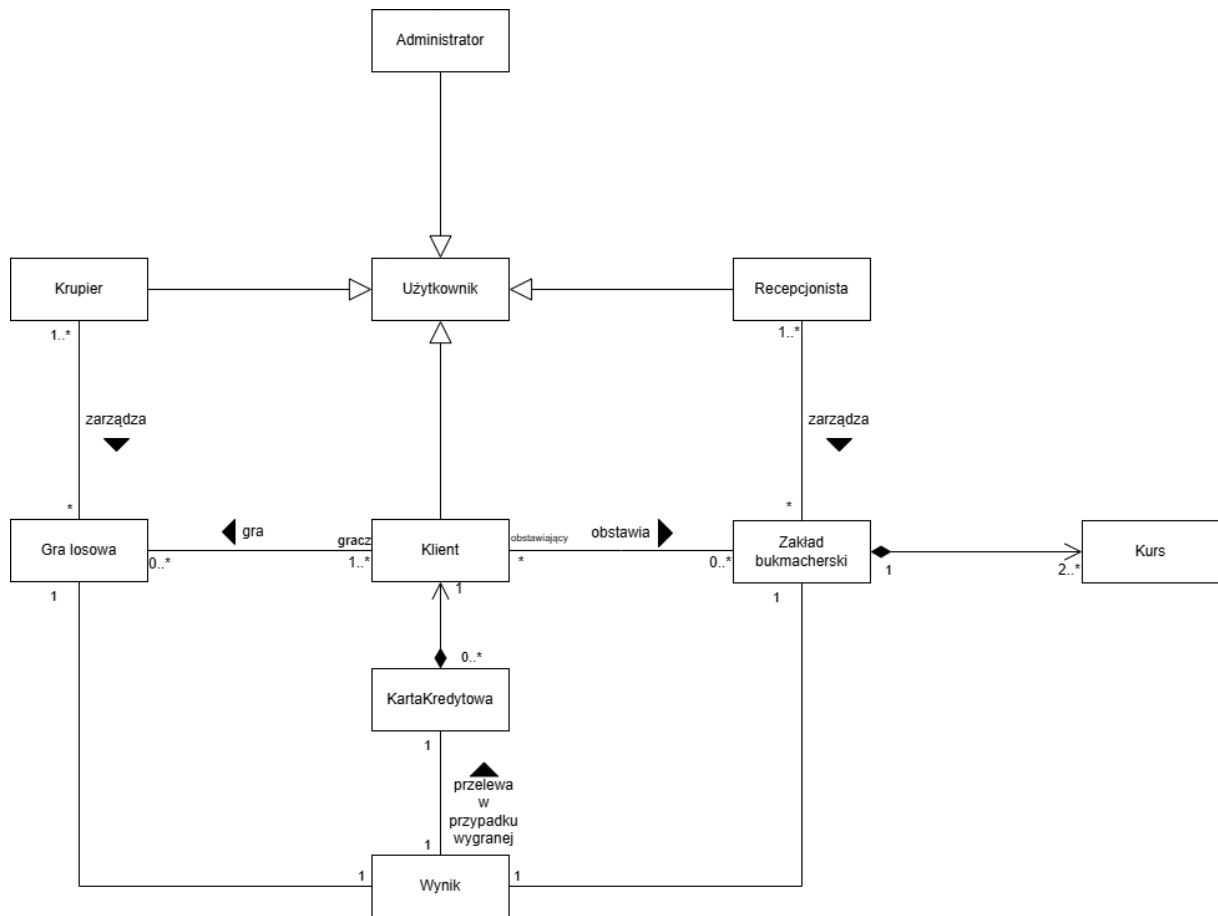 Administrator
Krupier
Użytkownik
Recepcjonista
1..*
1..*
zarządza
zarządza
*
*
Gra losowa
gra
gracz
Klient
obstawiający
obstawia
Zakład
bukmacherski
Kurs
0..*
1..*
*
0..*
1
2..*
1
1
1
0..*
KartaKredytowa
1
przelewa
w
przypadku
wygranej
1
1
Wynik
1